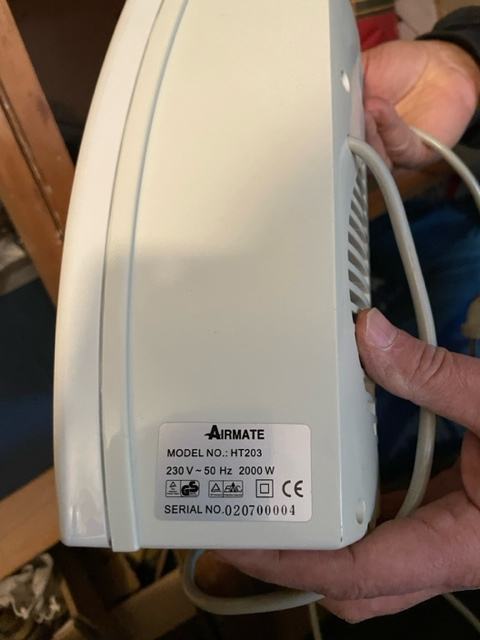 AIRMATE
MODEL NO.: HT203
230 V ~ 50 Hz 2000 W
CE
SERIAL NO. 020700004